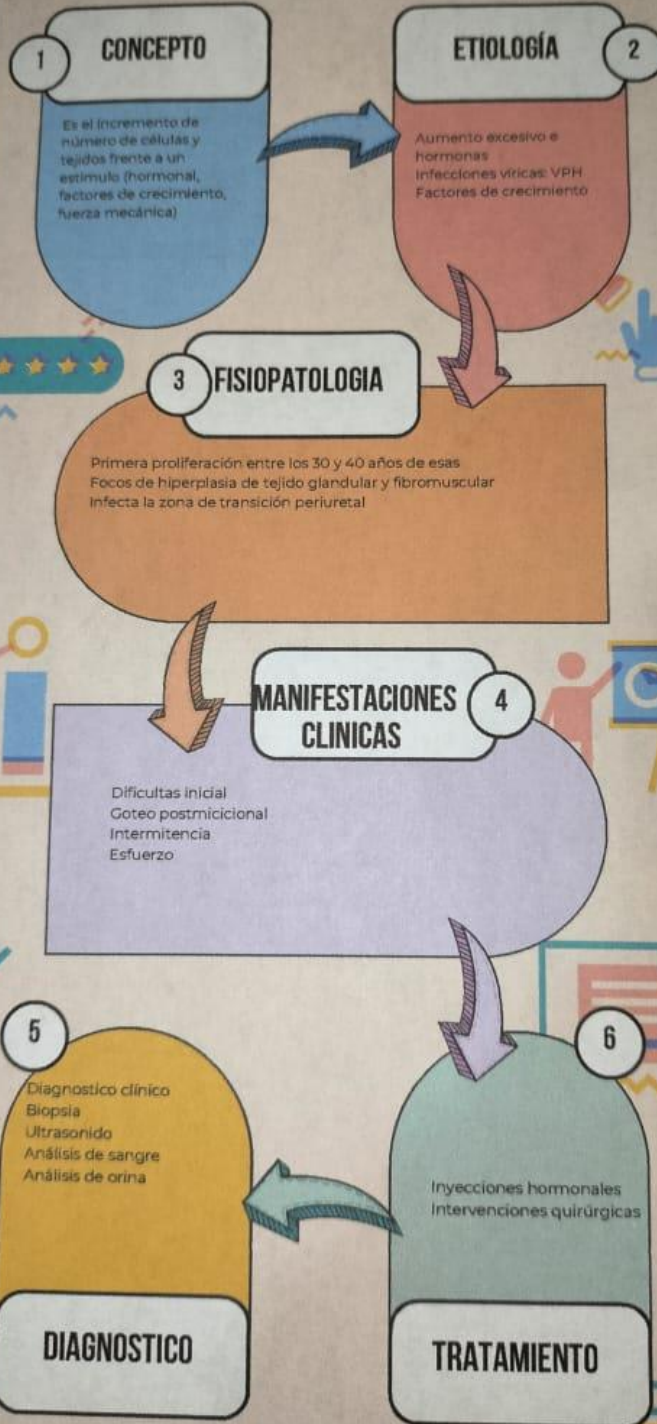 1
CONCEPTO
Es el incremento de
número de células y
tejidos frente a un
estimulo (hormonal,
factores de crecimiento,
fuerza mecánica)
ETIOLOGÍA
2
Aumento excesivo e
hormonas
Infecciones víricas: VPH
Factores de crecimiento
3
FISIOPATOLOGIA
Primera proliferación entre los 30 y 40 años de esas
Focos de hiperplasia de tejido glandular y fibromuscular
Infecta la zona de transición periuretal
MANIFESTACIONES
CLINICAS
4
Dificultas inicial
Goteo postmicicional
Intermitencia
Esfuerzo
5
Diagnostico clínico
Biopsia
Ultrasonido
Análisis de sangre
Análisis de orina
DIAGNOSTICO
6
Inyecciones hormonales
Intervenciones quirúrgicas
TRATAMIENTO